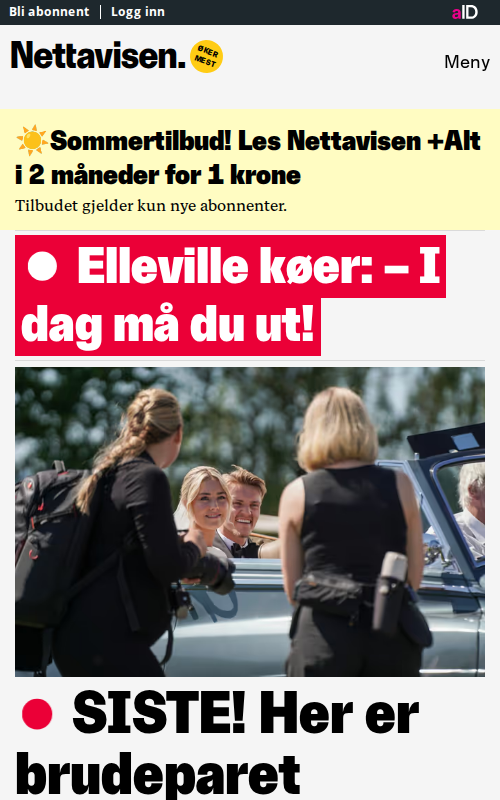 Bli abonnent | Logg inn
aID
Nettavisen.
ØKER
MEST
Meny
☀️Sommertilbud! Les Nettavisen +Alt
i 2 måneder for 1 krone
Tilbudet gjelder kun nye abonnenter.
● Elleville køer: – I
dag må du ut!
● SISTE! Her er
brudeparet